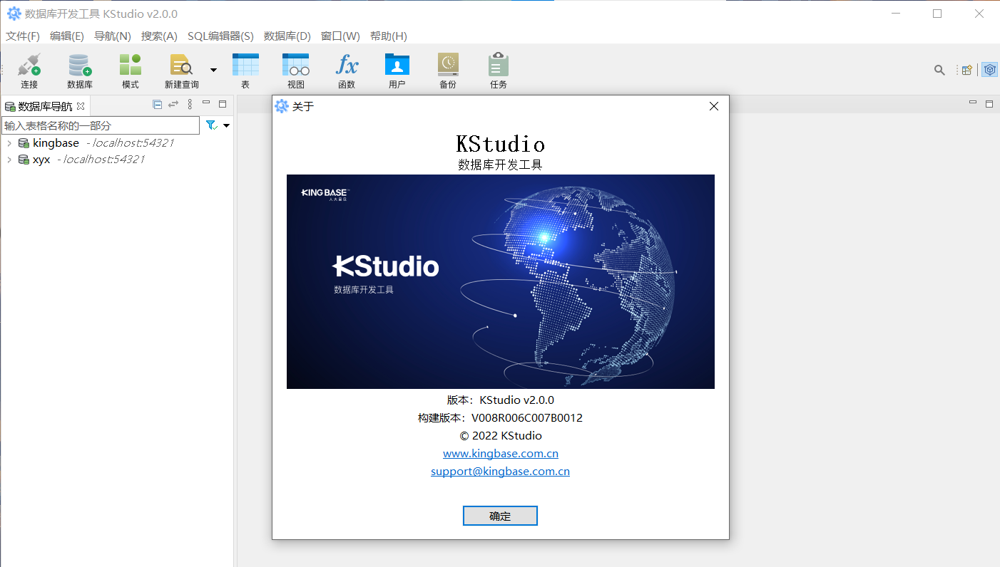 数据库开发工具 KStudio v2.0.0
文件(F) 编辑(E) 导航(N) 搜索(A) SQL编辑器(S) 数据库(D) 窗口(W) 帮助(H)
连接 数据库 模式 新建查询 表 视图 函数 用户 备份 任务
数据库导航
输入表格名称的一部分
kingbase - localhost:54321
xyx - localhost:54321
关于
KStudio
数据库开发工具
KINGBASE
人大金仓
KStudio
数据库开发工具
版本：KStudio v2.0.0
构建版本：V008R006C007B0012
© 2022 KStudio
www.kingbase.com.cn
support@kingbase.com.cn
确定